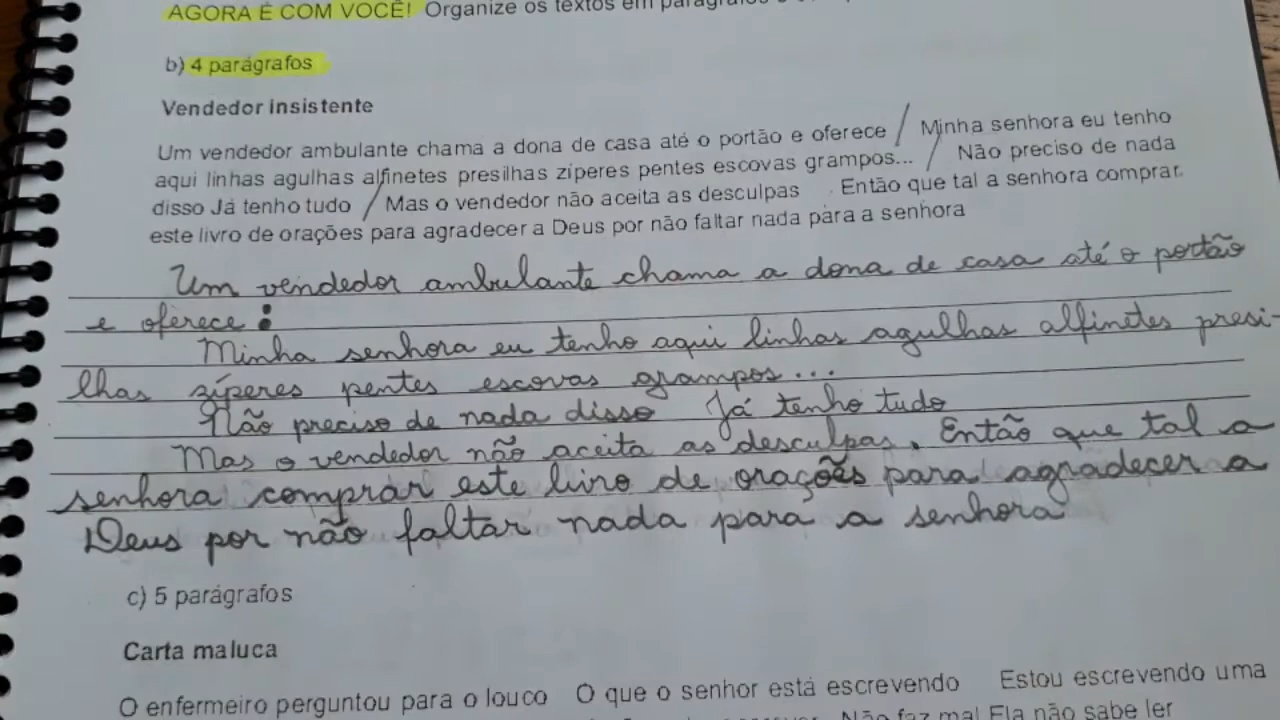 AGORA É COM VOCÊ! Organize os textos em parágrafos
b) 4 parágrafos
Vendedor insistente
Um vendedor ambulante chama a dona de casa até o portão e oferece / Minha senhora eu tenho
aqui linhas agulhas alfinetes presilhas zíperes pentes escovas grampos... / Não preciso de nada
disso Já tenho tudo / Mas o vendedor não aceita as desculpas Então que tal a senhora comprar
este livro de orações para agradecer a Deus por não faltar nada para a senhora
Um vendedor ambulante chama a dona de casa até o portão
e oferece:
Minha senhora eu tenho aqui linhas agulhas alfinetes presi-
lhas zíperes pentes escovas grampos...
Não preciso de nada disso Já tenho tudo
Mas o vendedor não aceita as desculpas. Então que tal a
senhora comprar este livro de orações para agradecer a
Deus por não faltar nada para a senhora
c) 5 parágrafos
Carta maluca
O enfermeiro perguntou para o louco O que o senhor está escrevendo Estou escrevendo uma
Não faz mal Ela não sabe ler